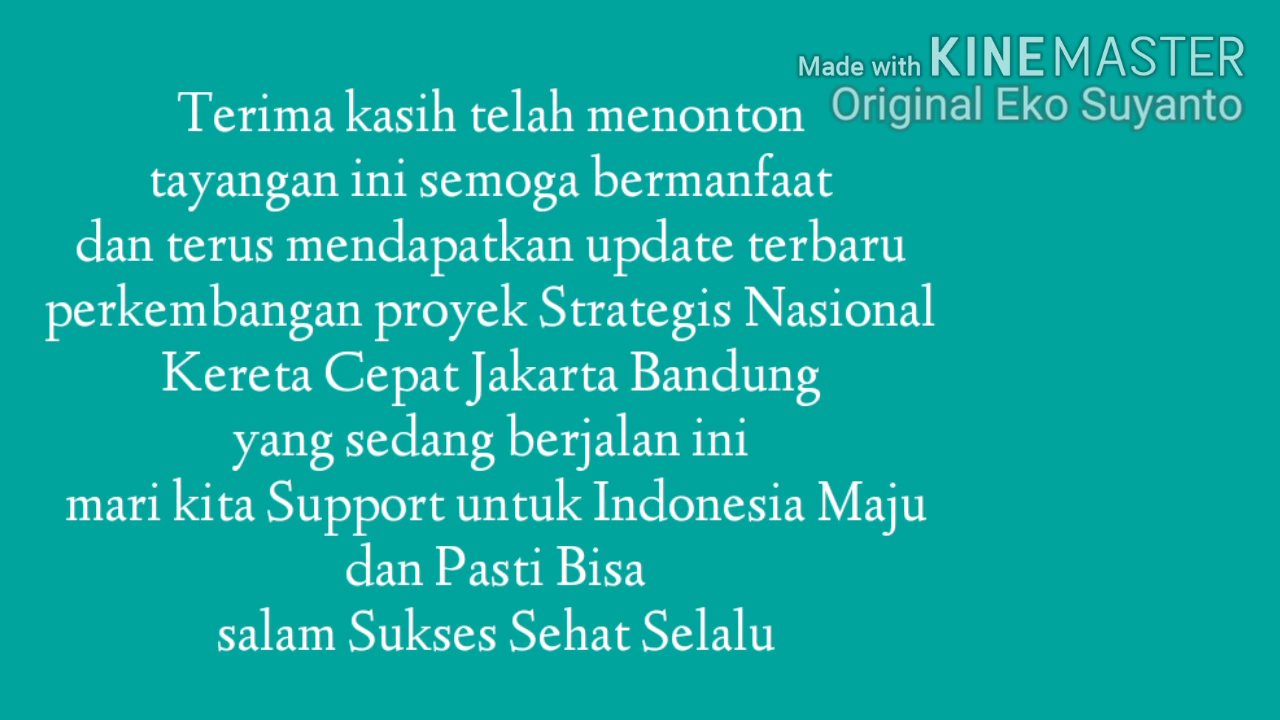 Made with KINEMASTER
Original Eko Suyanto
Terima kasih telah menonton
tayangan ini semoga bermanfaat
dan terus mendapatkan update terbaru
perkembangan proyek Strategis Nasional
Kereta Cepat Jakarta Bandung
yang sedang berjalan ini
mari kita Support untuk Indonesia Maju
dan Pasti Bisa
salam Sukses Sehat Selalu